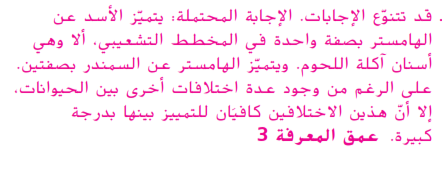 . قد تتنوّع الإجابات. الإجابة المحتملة: يتميّز الأسد عن
الهامستر بصفة واحدة في المخطط التشعيبي، ألا وهي
أسنان آكلة اللحوم. ويتميّز الهامستر عن السمندر بصفتين.
على الرغم من وجود عدة اختلافات أخرى بين الحيوانات،
إلا أنّ هذين الاختلافين كافيَان للتمييز بينها بدرجة
كبيرة. عمق المعرفة 3